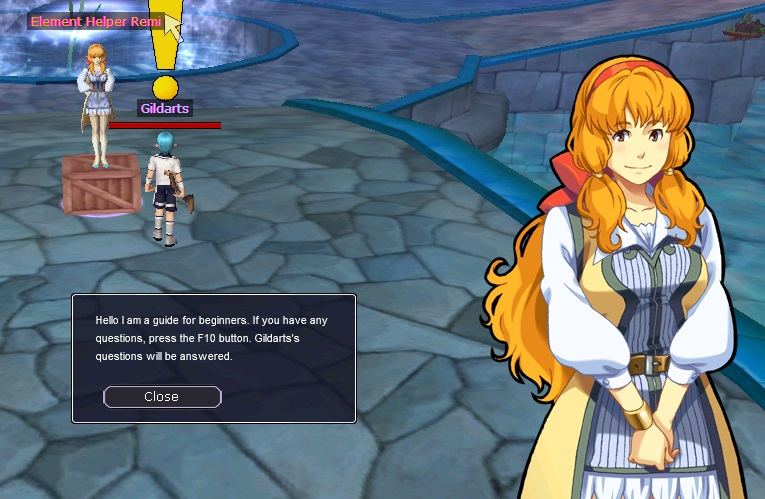 Element Helper Remi
Gildarts
Hello I am a guide for beginners. If you have any
questions, press the F10 button. Gildarts's
questions will be answered.
Close